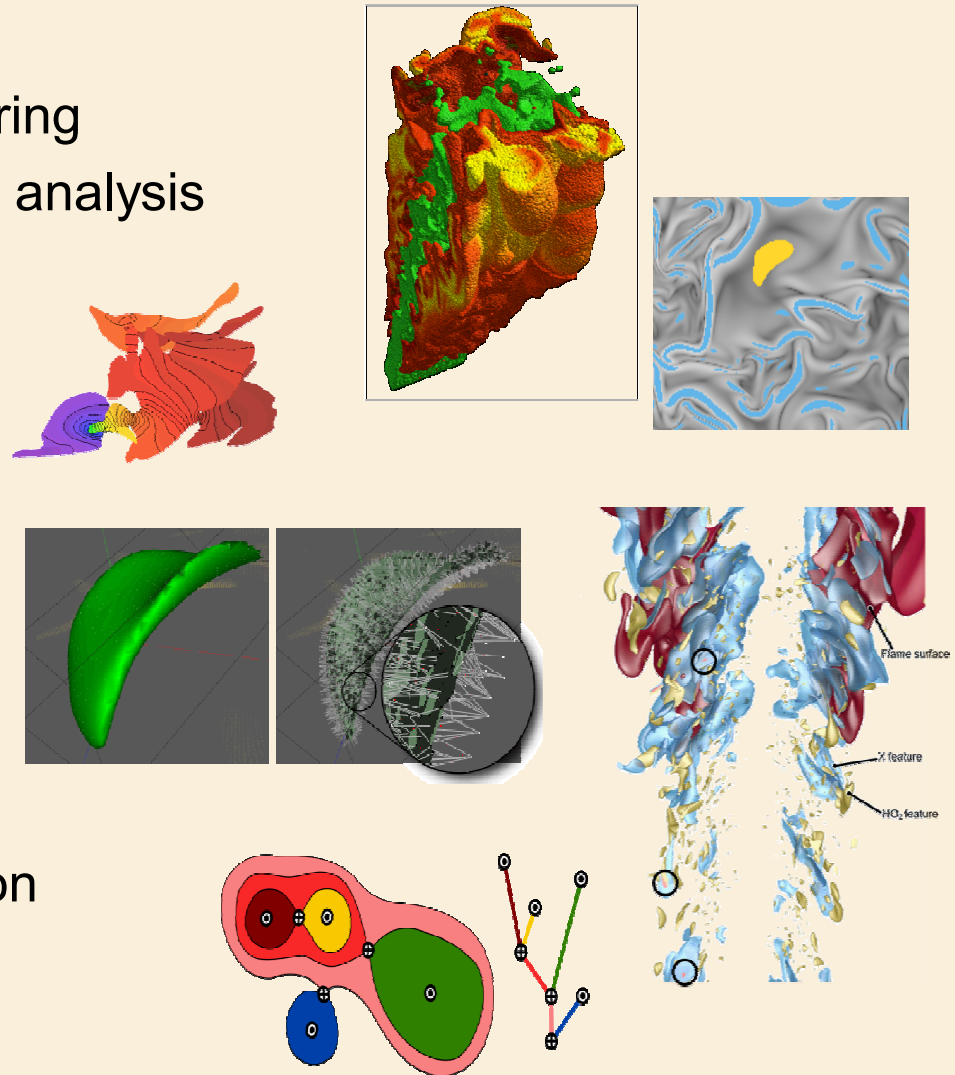 ring
analysis
Flame surface
X feature
HO₂ feature
on